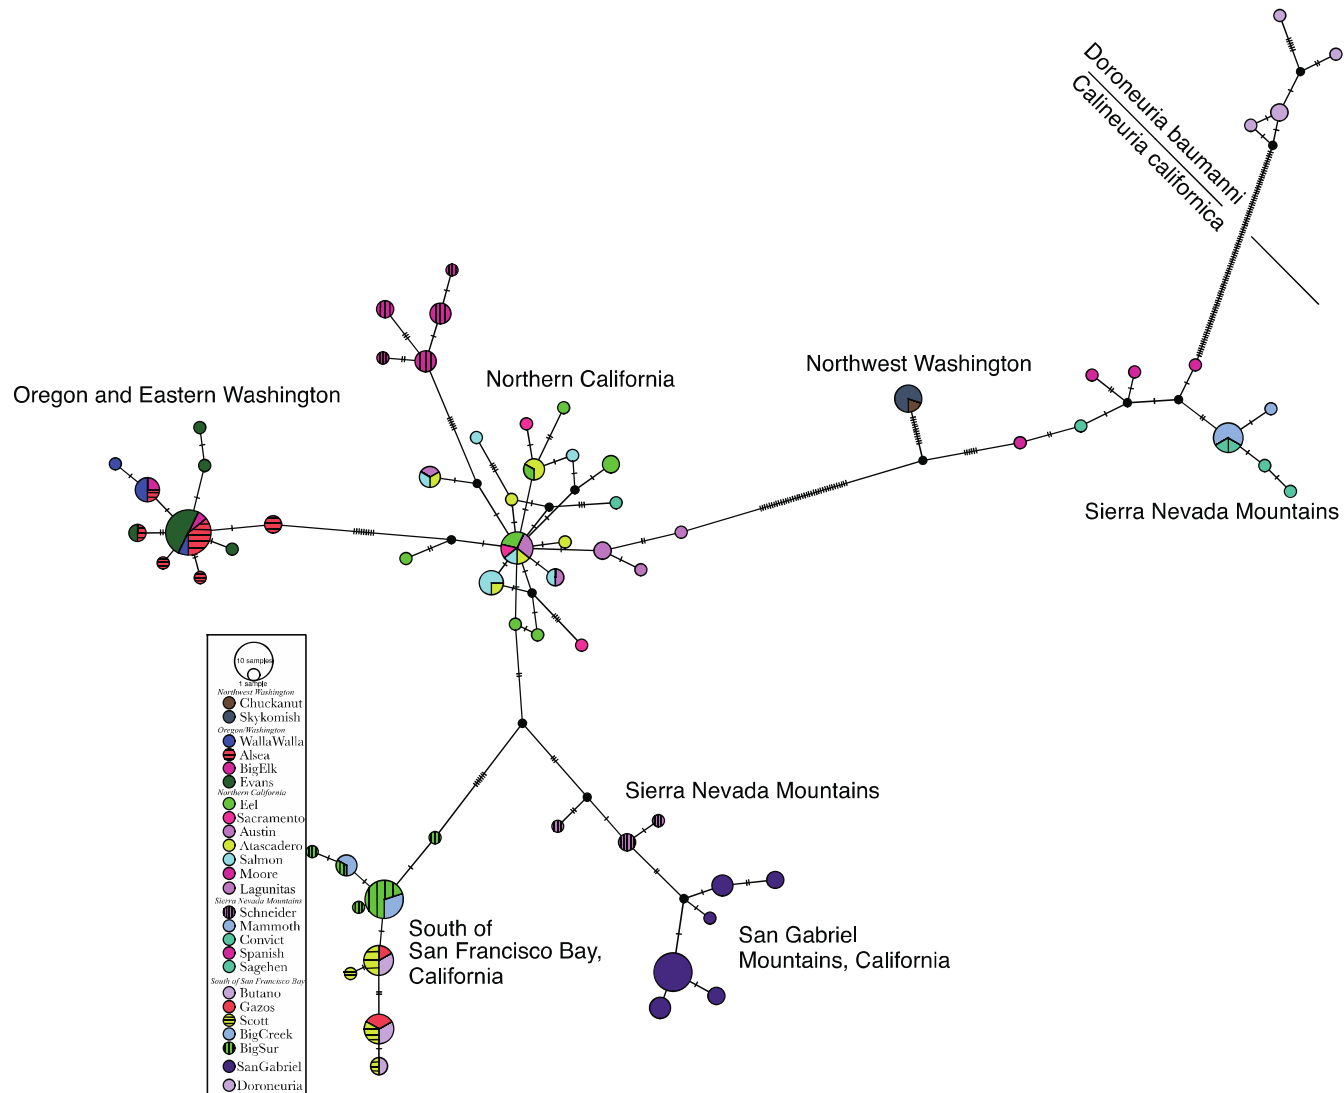 Doroneuria baumanni
Calineuria californica
Northwest Washington
Northern California
Oregon and Eastern Washington
Sierra Nevada Mountains
Sierra Nevada Mountains
South of
San Francisco Bay,
California
San Gabriel
Mountains, California
10 samples
1 sample
Northwest Washington
Chuckanut
Skykomish
Oregon/Washington
WallaWalla
Alsea
BigElk
Evans
Northern California
Eel
Sacramento
Austin
Atascadero
Salmon
Moore
Lagunitas
Sierra Nevada Mountains
Schneider
Mammoth
Convict
Spanish
Sagehen
South of San Francisco Bay
Butano
Gazos
Scott
BigCreek
BigSur
SanGabriel
Doroneuria